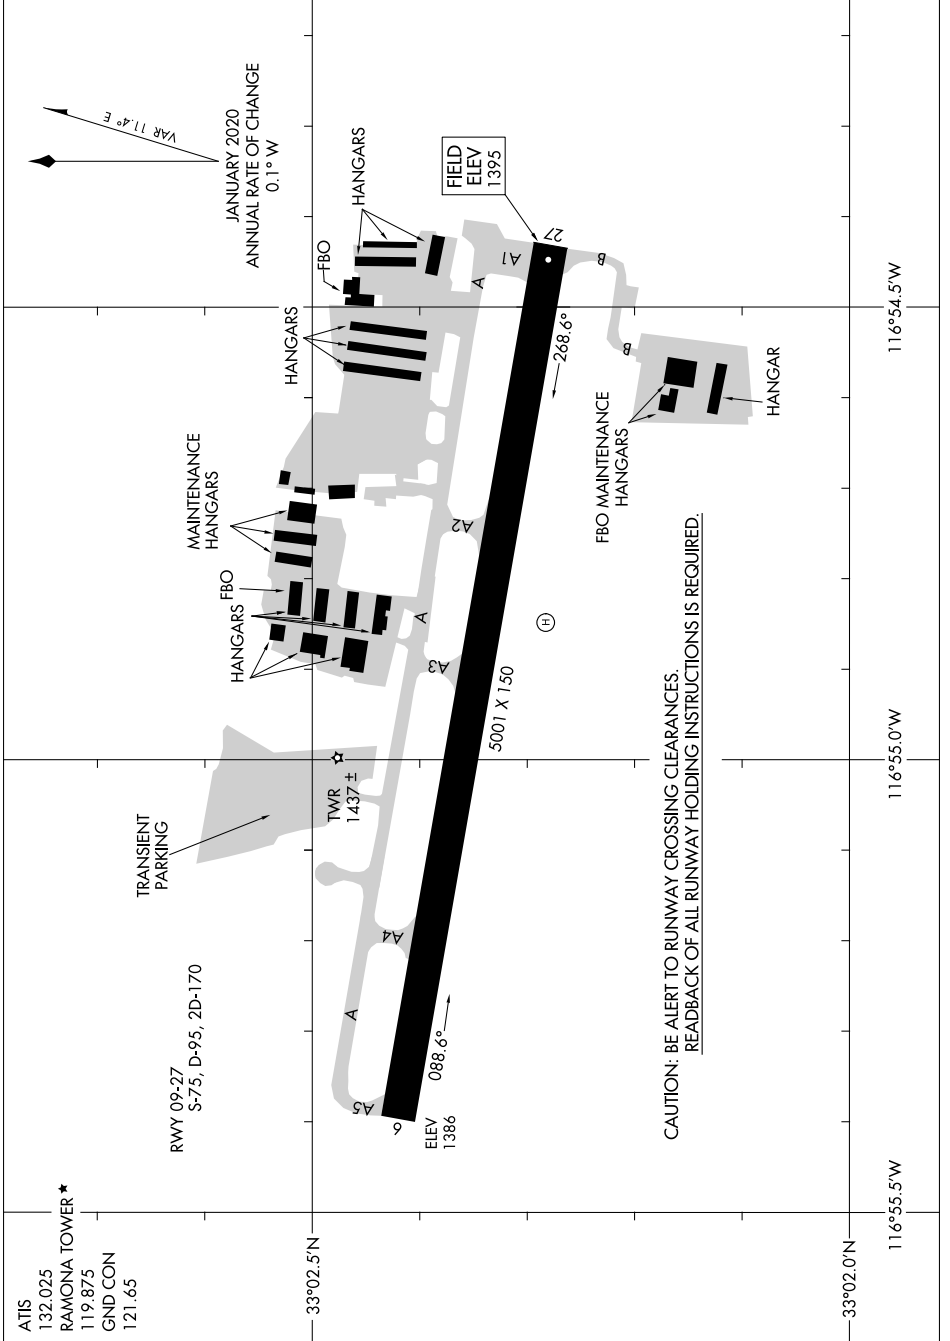 ATIS
132.025
RAMONA TOWER★
119.875
GND CON
121.65
RWY 09-27
S-75, D-95, 2D-170
TRANSIENT
PARKING
TWR
1437 ±
HANGARS
FBO
MAINTENANCE
HANGARS
HANGARS
FBO
HANGARS
JANUARY 2020
ANNUAL RATE OF CHANGE
0.1° W
VAR 11.4° E
FIELD
ELEV
1395
9
ELEV
1386
088.6°
5001 X 150
268.6°
27
A5
A
A4
A3
A
A2
A
A1
B
B
H
FBO MAINTENANCE
HANGARS
HANGAR
CAUTION: BE ALERT TO RUNWAY CROSSING CLEARANCES.
READBACK OF ALL RUNWAY HOLDING INSTRUCTIONS IS REQUIRED.
33°02.5'N
33°02.0'N
116°55.5'W
116°55.0'W
116°54.5'W